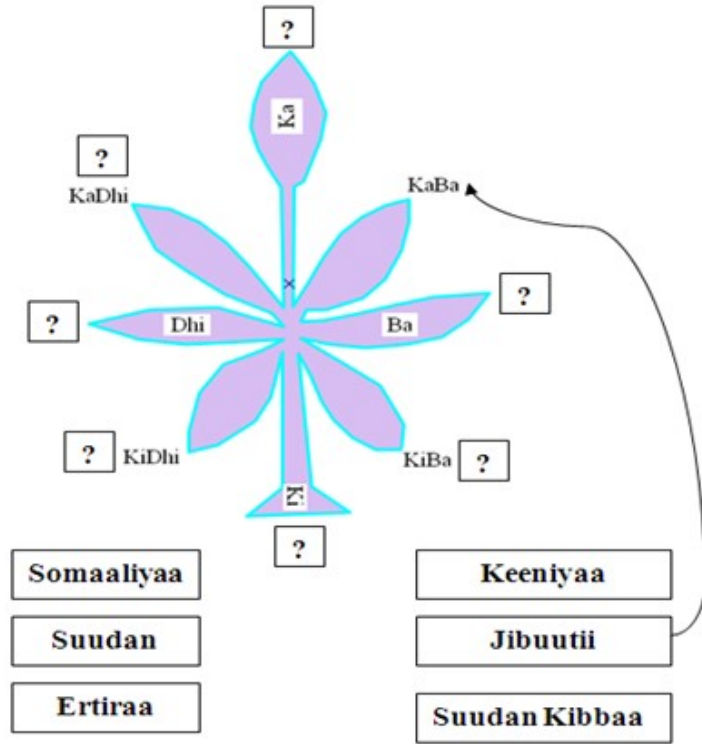 ?
Ka
?
KaDhi
KaBa
?
Dhi
Ba
?
?
KiDhi
KiBa
?
Ki
?
Somaaliyaa
Keeniyaa
Suudan
Jibuutii
Ertiraa
Suudan Kibbaa